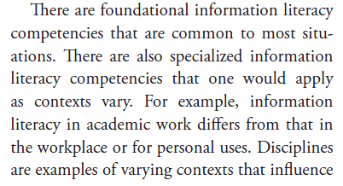 There are foundational information literacy
competencies that are common to most situ-
ations. There are also specialized information
literacy competencies that one would apply
as contexts vary. For example, information
literacy in academic work differs from that in
the workplace or for personal uses. Disciplines
are examples of varying contexts that influence